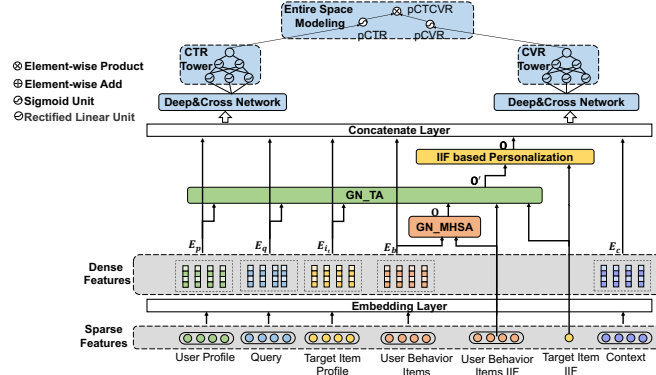 Entire Space
Modeling
pCTCVR
pCTR
pCVR
CTR
Tower
CVR
Tower
Element-wise Product
Element-wise Add
Sigmoid Unit
Rectified Linear Unit
Deep&Cross Network
Deep&Cross Network
Concatenate Layer
O
IIF based Personalization
O'
GN_TA
O
GN_MHSA
E_p
E_q
E_{i_t}
E_b
E_c
Dense
Features
Embedding Layer
Sparse
Features
User Profile
Query
Target Item
Profile
User Behavior
Items
User Behavior
Items IIF
Target Item
IIF
Context